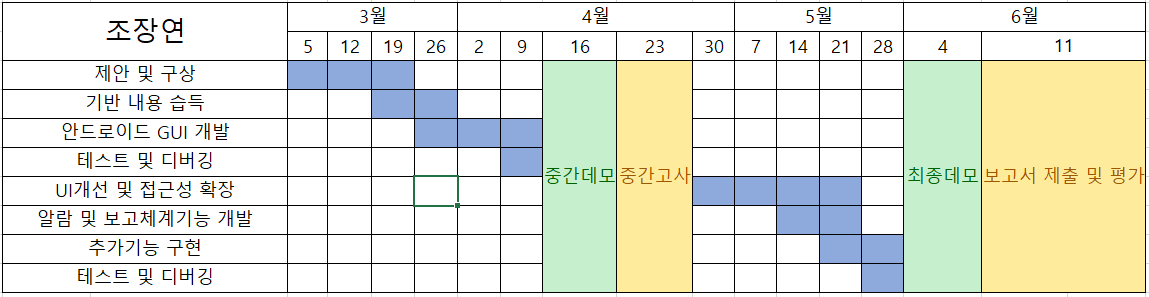 조장연
3월 4월 5월 6월
5 12 19 26 2 9 16 23 30 7 14 21 28 4 11
제안 및 구상
기반 내용 습득
안드로이드 GUI 개발
테스트 및 디버깅
UI개선 및 접근성 확장
알람 및 보고체계기능 개발
추가기능 구현
테스트 및 디버깅
중간데모
중간고사
최종데모
보고서 제출 및 평가